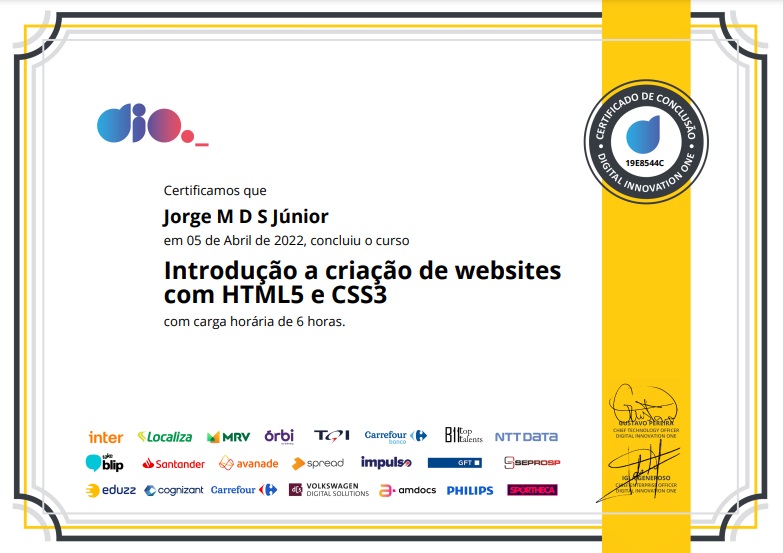 dio._
CERTIFICADO DE CONCLUSÃO
19E8544C
DIGITAL INNOVATION ONE
Certificamos que
Jorge M D S Júnior
em 05 de Abril de 2022, concluiu o curso
Introdução a criação de websites
com HTML5 e CSS3
com carga horária de 6 horas.
GUSTAVO PEREIRA
CHIEF TECHNOLOGY OFFICER
DIGITAL INNOVATION ONE
inter Localiza MRV órbi TQI Carrefour banco BH top talents NTT DATA
take blip Santander avanade spread impulso GFT SEPROSP
IGLÁ GENEROSO
CHIEF ENTERPRISE OFFICER
DIGITAL INNOVATION ONE
eduzz cognizant Carrefour VOLKSWAGEN DIGITAL SOLUTIONS amdocs PHILIPS SPORTHECA